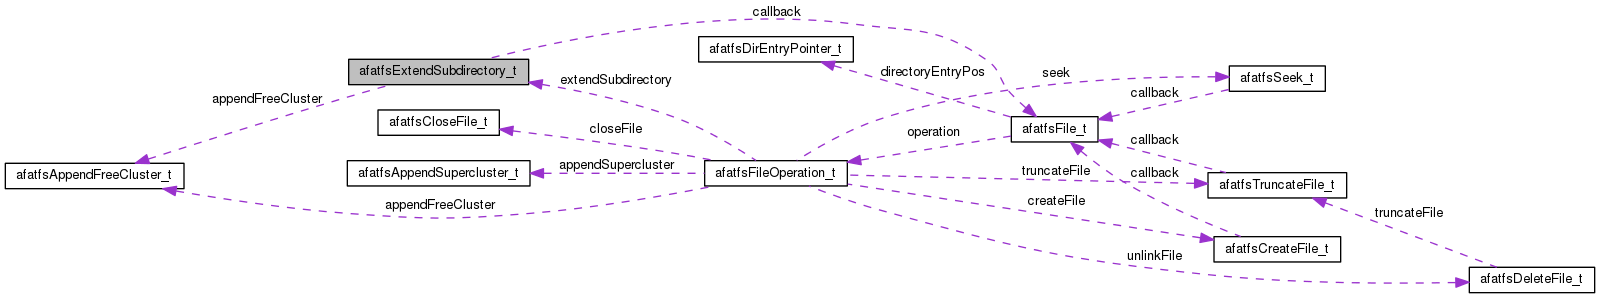 callback
afatfsDirEntryPointer_t
afatfsExtendSubdirectory_t
extendSubdirectory
directoryEntryPos
seek
afatfsSeek_t
appendFreeCluster
callback
afatfsCloseFile_t
closeFile
operation
afatfsFile_t
callback
afatfsAppendFreeCluster_t
afatfsAppendSupercluster_t
appendSupercluster
afatfsFileOperation_t
truncateFile
callback
afatfsTruncateFile_t
appendFreeCluster
createFile
truncateFile
afatfsCreateFile_t
unlinkFile
afatfsDeleteFile_t